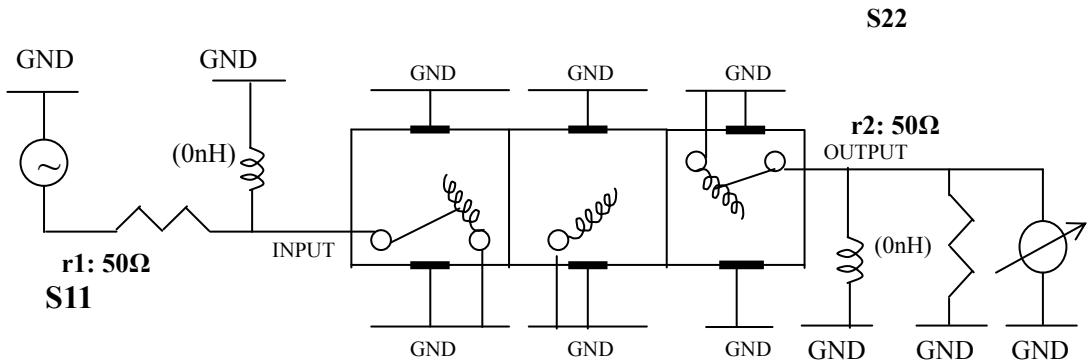 S22
GND
GND
GND
GND
GND
r2: 50Ω
(0nH)
OUTPUT
~
INPUT
(0nH)
r1: 50Ω
S11
GND
GND
GND
GND
GND
GND